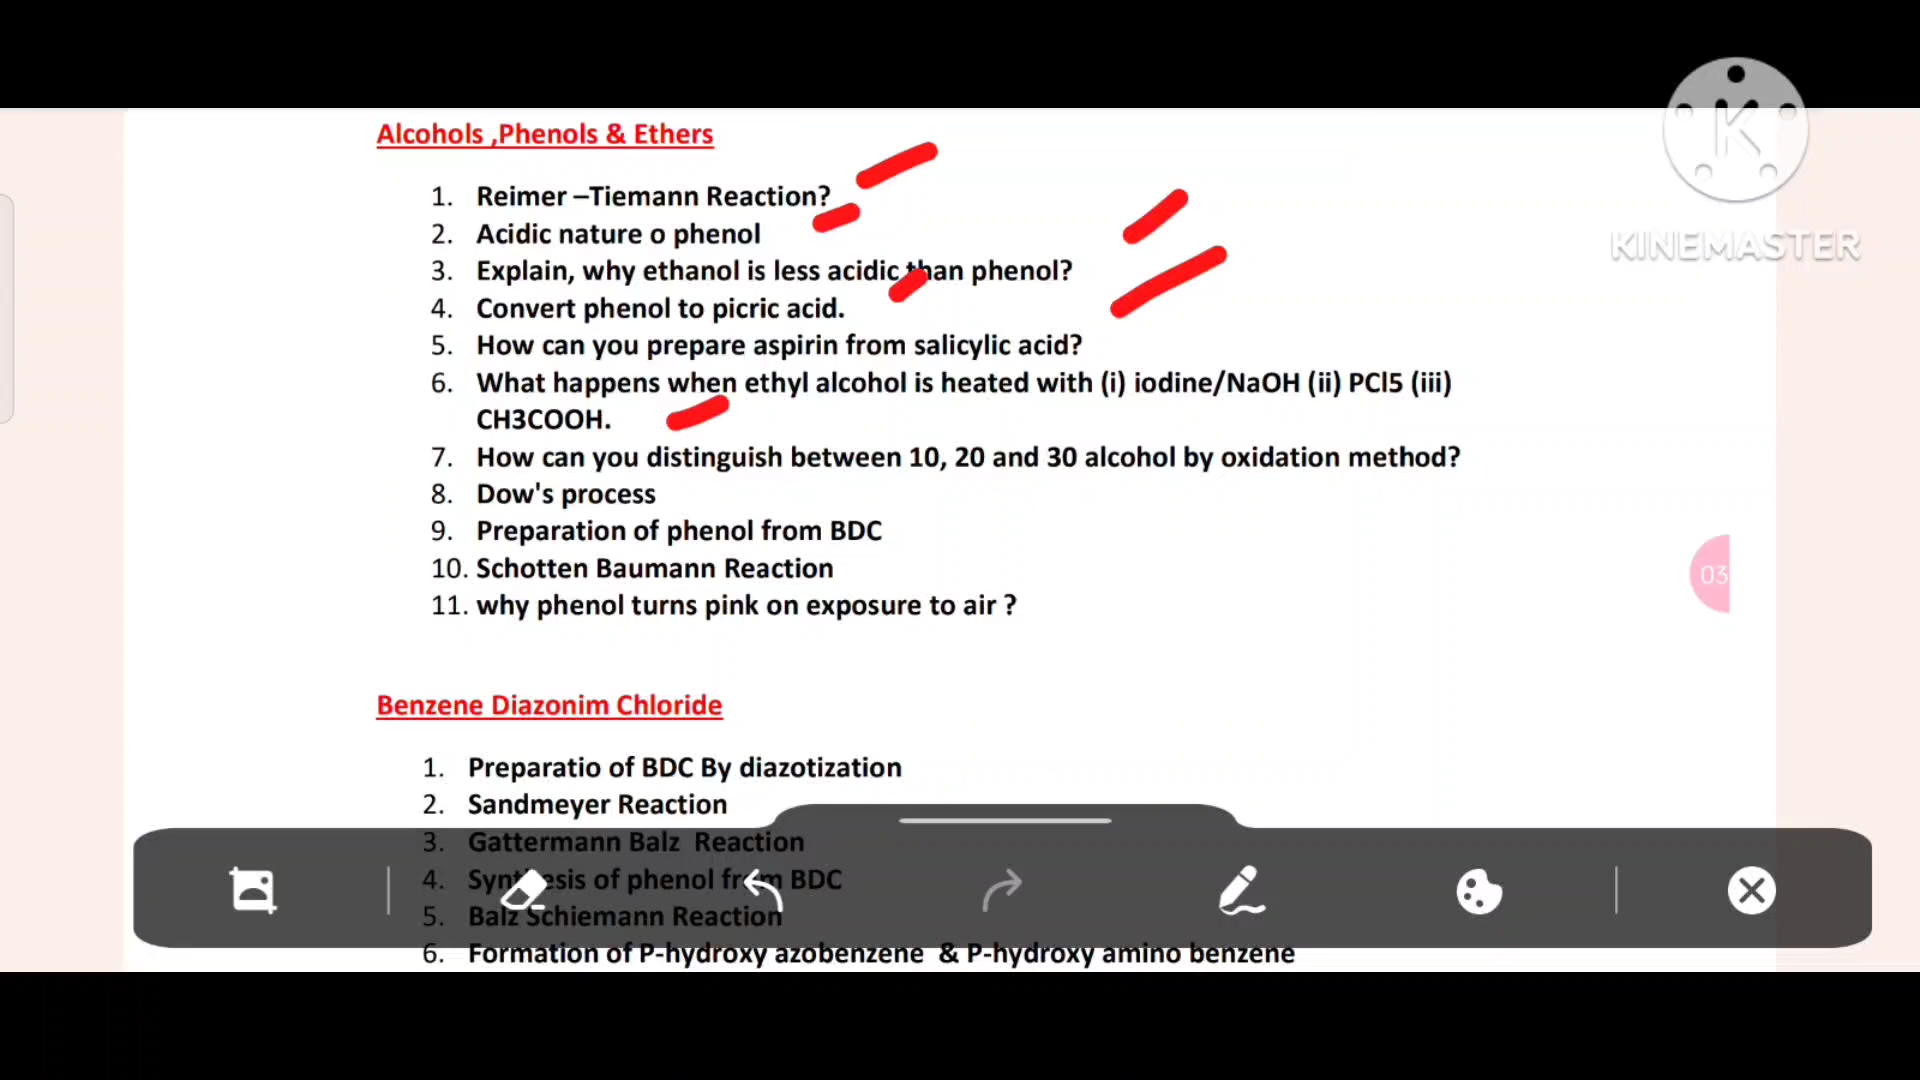 Alcohols ,Phenols & Ethers
KINEMASTER
1. Reimer –Tiemann Reaction?
2. Acidic nature o phenol
3. Explain, why ethanol is less acidic than phenol?
4. Convert phenol to picric acid.
5. How can you prepare aspirin from salicylic acid?
6. What happens when ethyl alcohol is heated with (i) iodine/NaOH (ii) PCl5 (iii)
CH3COOH.
7. How can you distinguish between 10, 20 and 30 alcohol by oxidation method?
8. Dow's process
9. Preparation of phenol from BDC
10. Schotten Baumann Reaction
03
11. why phenol turns pink on exposure to air ?
Benzene Diazonim Chloride
1. Preparatio of BDC By diazotization
2. Sandmeyer Reaction
3. Gattermann Balz Reaction
4. Synthesis of phenol from BDC
5. Balz Schiemann Reaction
6. Formation of P-hydroxy azobenzene & P-hydroxy amino benzene